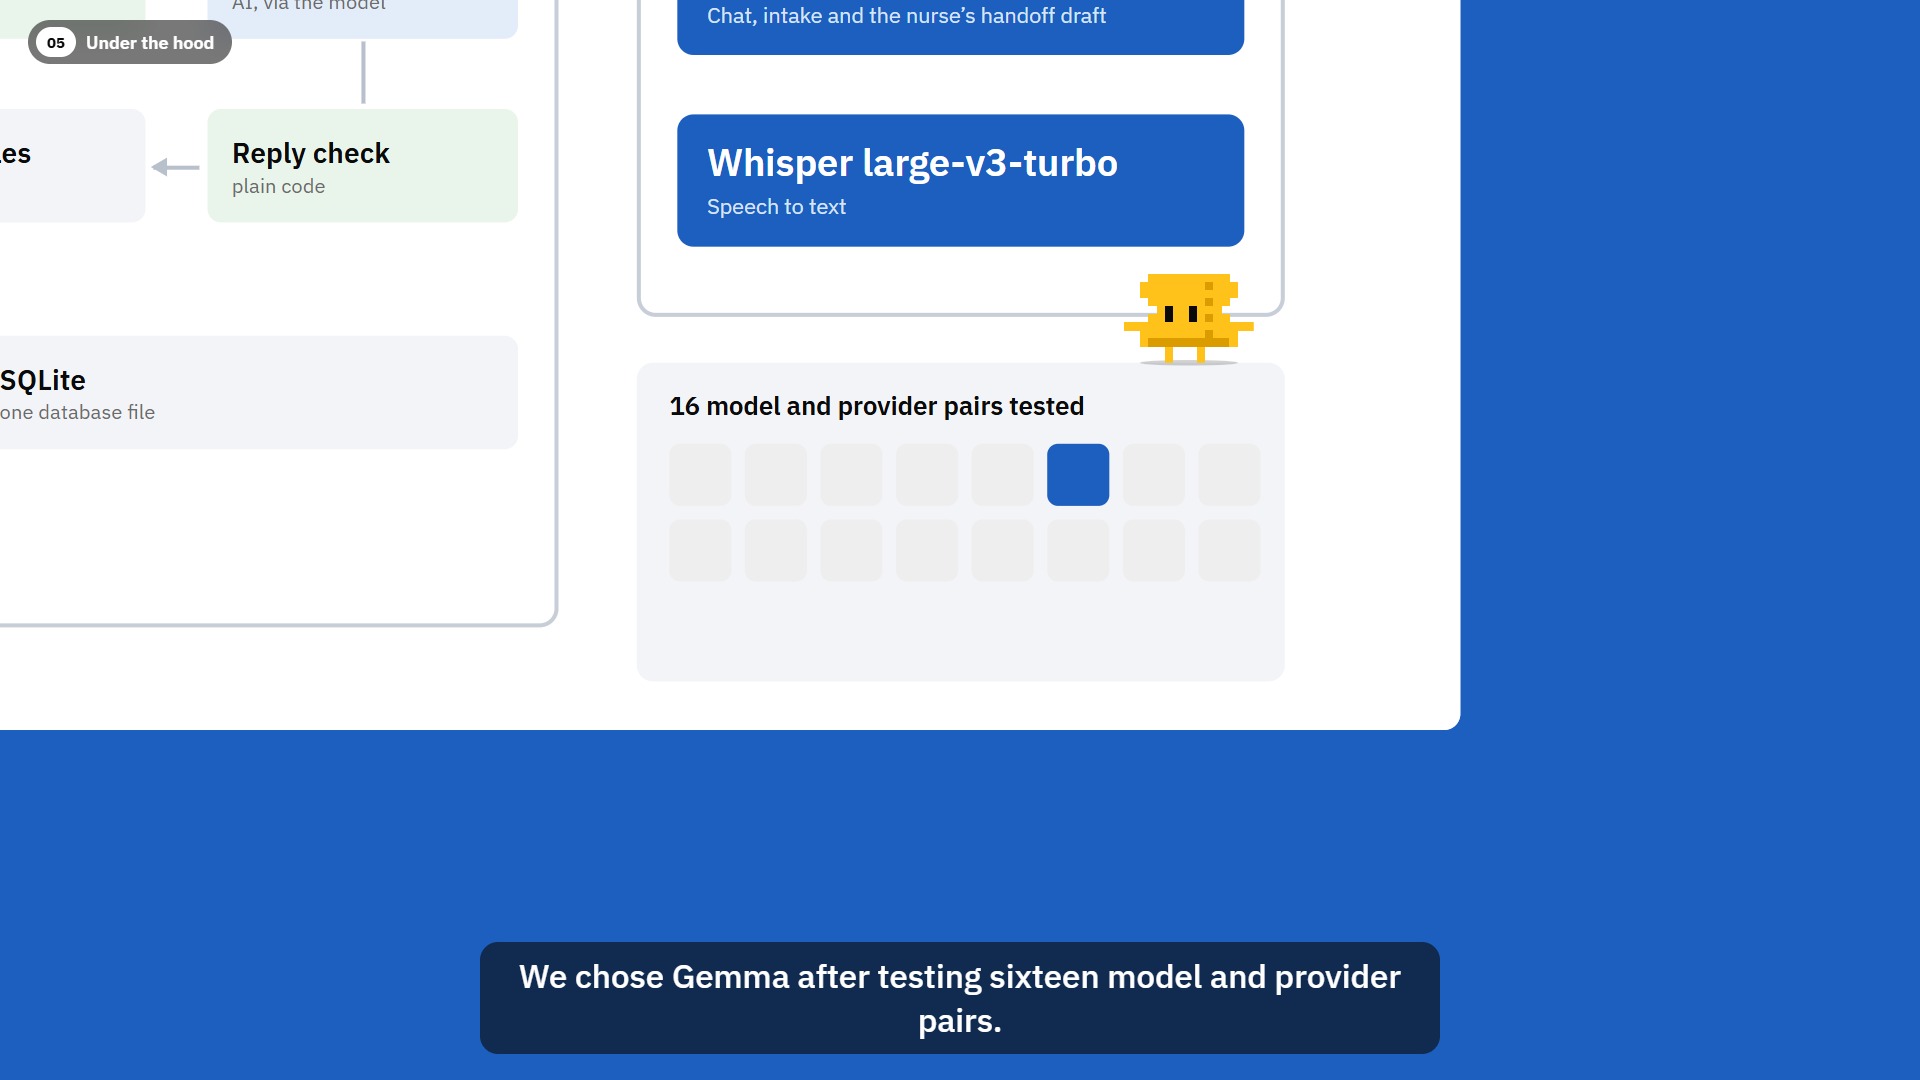 AI, via the model
Chat, intake and the nurse’s handoff draft
05 Under the hood
les
Reply check
plain code
Whisper large-v3-turbo
Speech to text
SQLite
one database file
16 model and provider pairs tested
We chose Gemma after testing sixteen model and provider
pairs.